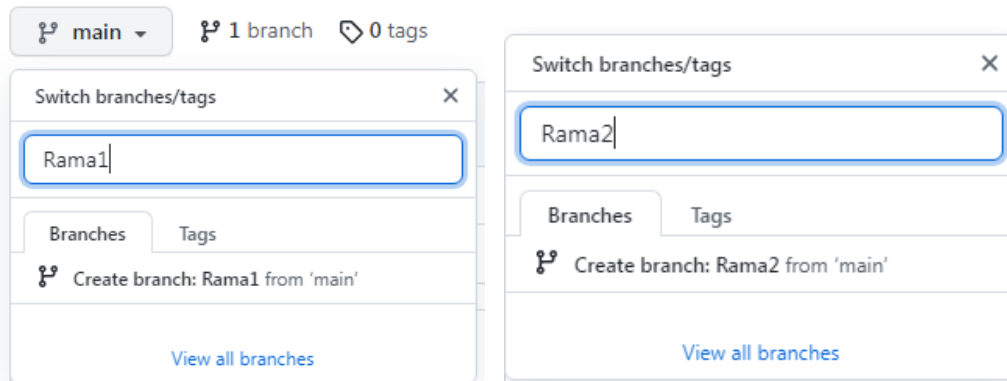 main
1 branch
0 tags
Switch branches/tags
Rama1
Branches Tags
Create branch: Rama1 from ‘main’
View all branches
Switch branches/tags
Rama2
Branches Tags
Create branch: Rama2 from ‘main’
View all branches